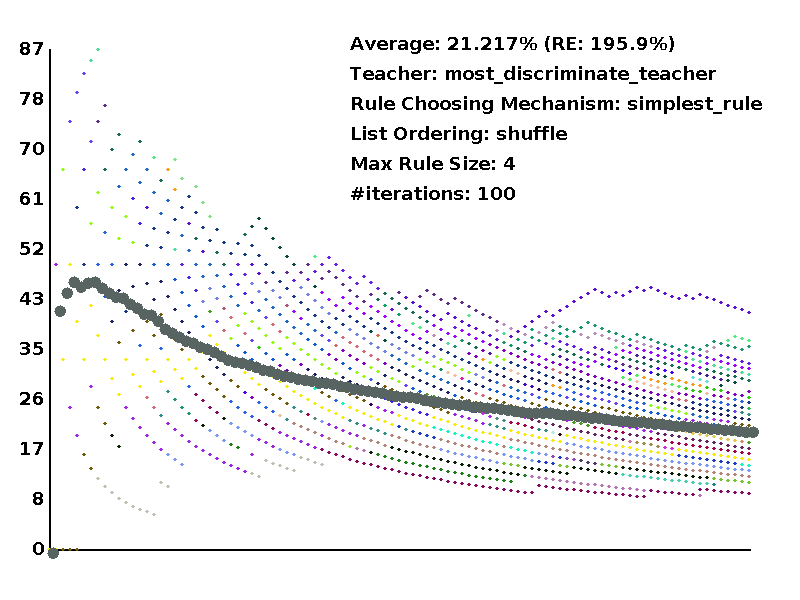 87
Average: 21.217% (RE: 195.9%)
Teacher: most_discriminate_teacher
78
Rule Choosing Mechanism: simplest_rule
List Ordering: shuffle
70
Max Rule Size: 4
61
#iterations: 100
52
43
35
26
17
8
0